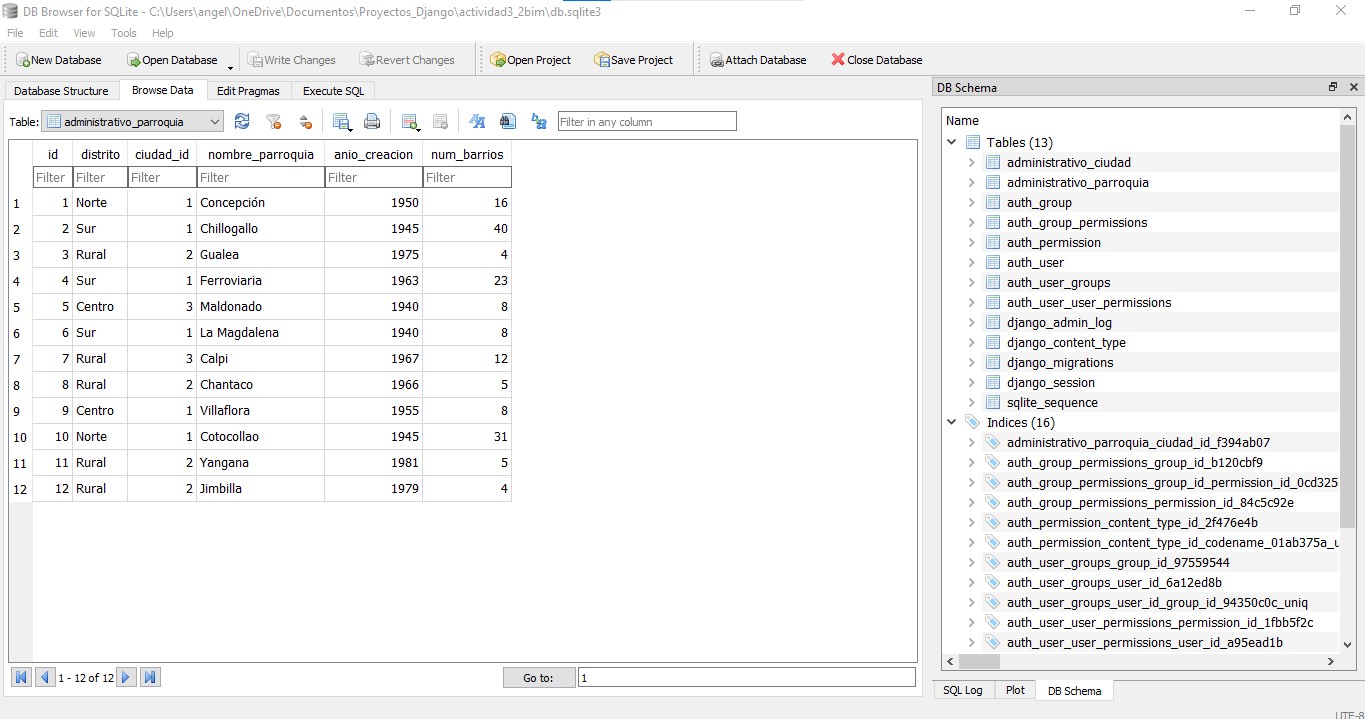 DB Browser for SQLite - C:\Users\angel\OneDrive\Documentos\Proyectos_Django\actividad3_2bim\db.sqlite3
File Edit View Tools Help
New Database Open Database Write Changes Revert Changes Open Project Save Project Attach Database Close Database
Database Structure Browse Data Edit Pragmas Execute SQL
Table: administrativo_parroquia Filter in any column
id distrito ciudad_id nombre_parroquia anio_creacion num_barrios
Filter Filter Filter Filter Filter Filter
1 1 Norte 1 Concepción 1950 16
2 2 Sur 1 Chillogallo 1945 40
3 3 Rural 2 Gualea 1975 4
4 4 Sur 1 Ferroviaria 1963 23
5 5 Centro 3 Maldonado 1940 8
6 6 Sur 1 La Magdalena 1940 8
7 7 Rural 3 Calpi 1967 12
8 8 Rural 2 Chantaco 1966 5
9 9 Centro 1 Villaflora 1955 8
10 10 Norte 1 Cotocollao 1945 31
11 11 Rural 2 Yangana 1981 5
12 12 Rural 2 Jimbilla 1979 4
1 - 12 of 12 Go to: 1
DB Schema
Name
Tables (13)
administrativo_ciudad
administrativo_parroquia
auth_group
auth_group_permissions
auth_permission
auth_user
auth_user_groups
auth_user_user_permissions
django_admin_log
django_content_type
django_migrations
django_session
sqlite_sequence
Indices (16)
administrativo_parroquia_ciudad_id_f394ab07
auth_group_permissions_group_id_b120cbf9
auth_group_permissions_group_id_permission_id_0cd325
auth_group_permissions_permission_id_84c5c92e
auth_permission_content_type_id_2f476e4b
auth_permission_content_type_id_codename_01ab375a_u
auth_user_groups_group_id_97559544
auth_user_groups_user_id_6a12ed8b
auth_user_groups_user_id_group_id_94350c0c_uniq
auth_user_user_permissions_permission_id_1fbb5f2c
auth_user_user_permissions_user_id_a95ead1b
SQL Log Plot DB Schema
UTF-8